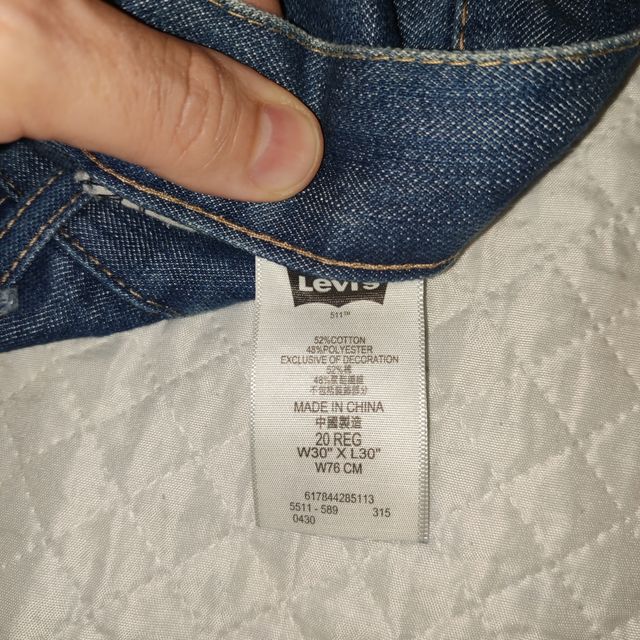 Levi's
511™
52%COTTON
48%POLYESTER
EXCLUSIVE OF DECORATION
52%棉
48%聚酯纖維
不包括裝飾部分
MADE IN CHINA
中國製造
20 REG
W30" X L30"
W76 CM
617844285113
5511 - 589 315
0430